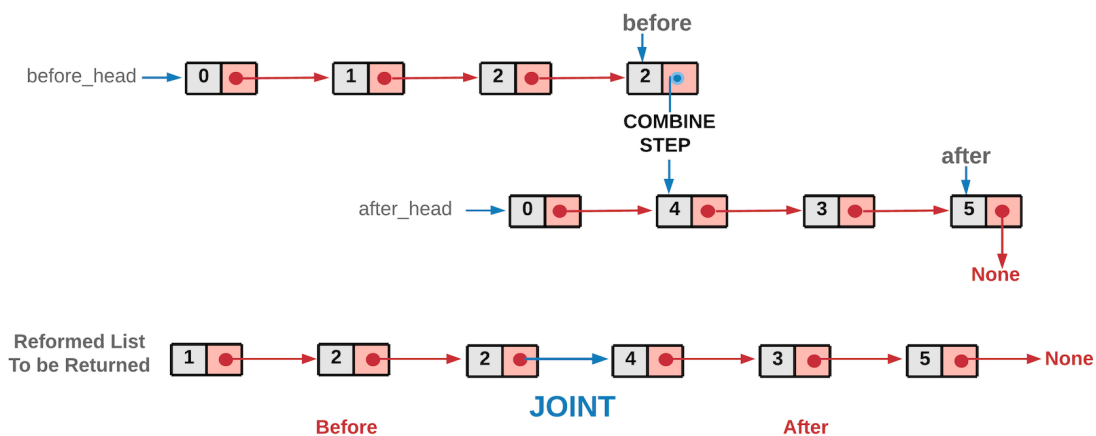 before
before_head
0
1
2
2
COMBINE
STEP
after
after_head
0
4
3
5
None
Reformed List
To be Returned
1
2
2
4
3
5
None
JOINT
Before
After